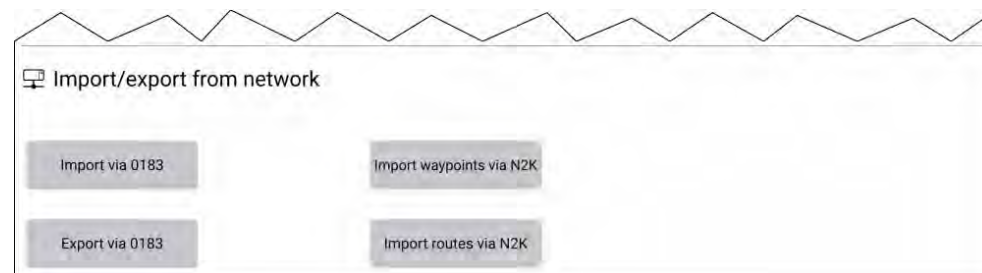 Import/export from network
Import via 0183
Import waypoints via N2K
Export via 0183
Import routes via N2K